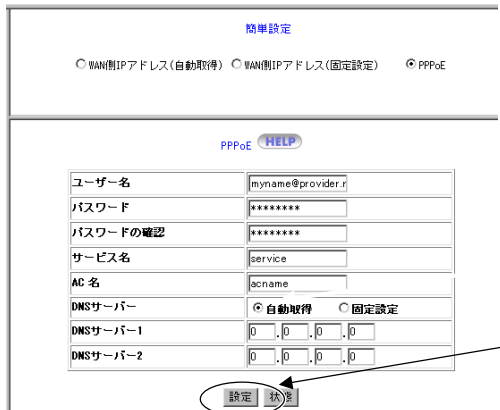 簡単設定
WAN側IPアドレス(自動取得) WAN側IPアドレス(固定設定) PPPoE
PPPoE HELP
ユーザー名 myname@provider.r
パスワード ********
パスワードの確認 ********
サービス名 service
AC 名 acname
DNSサーバー 自動取得 固定設定
DNSサーバー1 0 .0 .0 .0
DNSサーバー2 0 .0 .0 .0
設定 状態